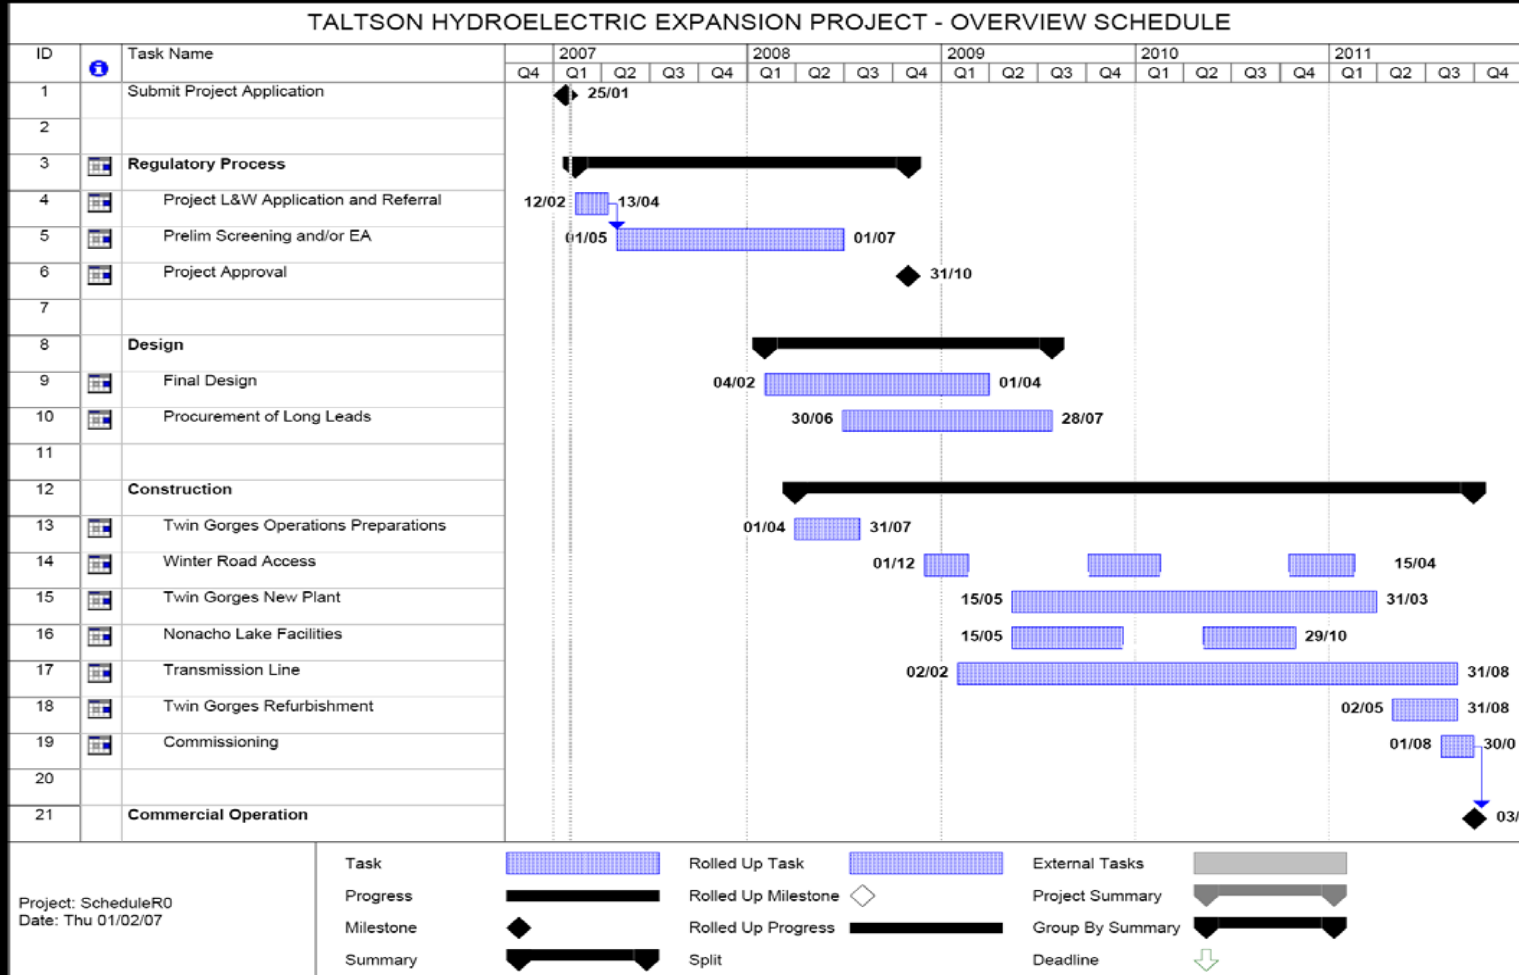 TALTSON HYDROELECTRIC EXPANSION PROJECT - OVERVIEW SCHEDULE
ID Task Name 2007 2008 2009 2010 2011
Q4 Q1 Q2 Q3 Q4 Q1 Q2 Q3 Q4 Q1 Q2 Q3 Q4 Q1 Q2 Q3 Q4 Q1 Q2 Q3 Q4
1 Submit Project Application 25/01
2
3 Regulatory Process
4 Project L&W Application and Referral 12/02 13/04
5 Prelim Screening and/or EA 01/05 01/07
6 Project Approval 31/10
7
8 Design
9 Final Design 04/02 01/04
10 Procurement of Long Leads 30/06 28/07
11
12 Construction
13 Twin Gorges Operations Preparations 01/04 31/07
14 Winter Road Access 01/12 15/04
15 Twin Gorges New Plant 15/05 31/03
16 Nonacho Lake Facilities 15/05 29/10
17 Transmission Line 02/02 31/08
18 Twin Gorges Refurbishment 02/05 31/08
19 Commissioning 01/08 30/0
20
21 Commercial Operation 03/
Task Rolled Up Task External Tasks
Progress Rolled Up Milestone Project Summary
Project: ScheduleR0
Date: Thu 01/02/07
Milestone Rolled Up Progress Group By Summary
Summary Split Deadline